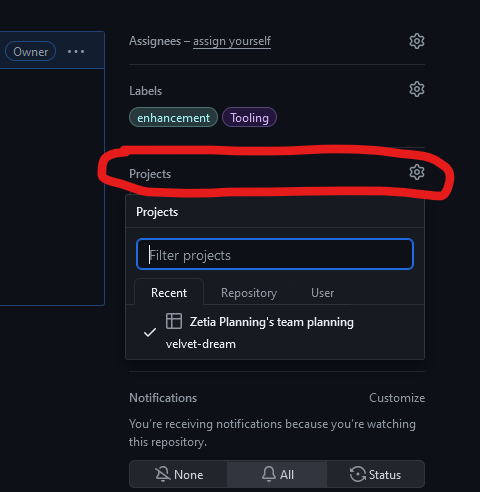 Owner
Assignees – assign yourself
Labels
enhancement Tooling
Projects
Projects
Filter projects
Recent Repository User
Zetia Planning's team planning
velvet-dream
Notifications Customize
You're receiving notifications because you're watching
this repository.
None All Status